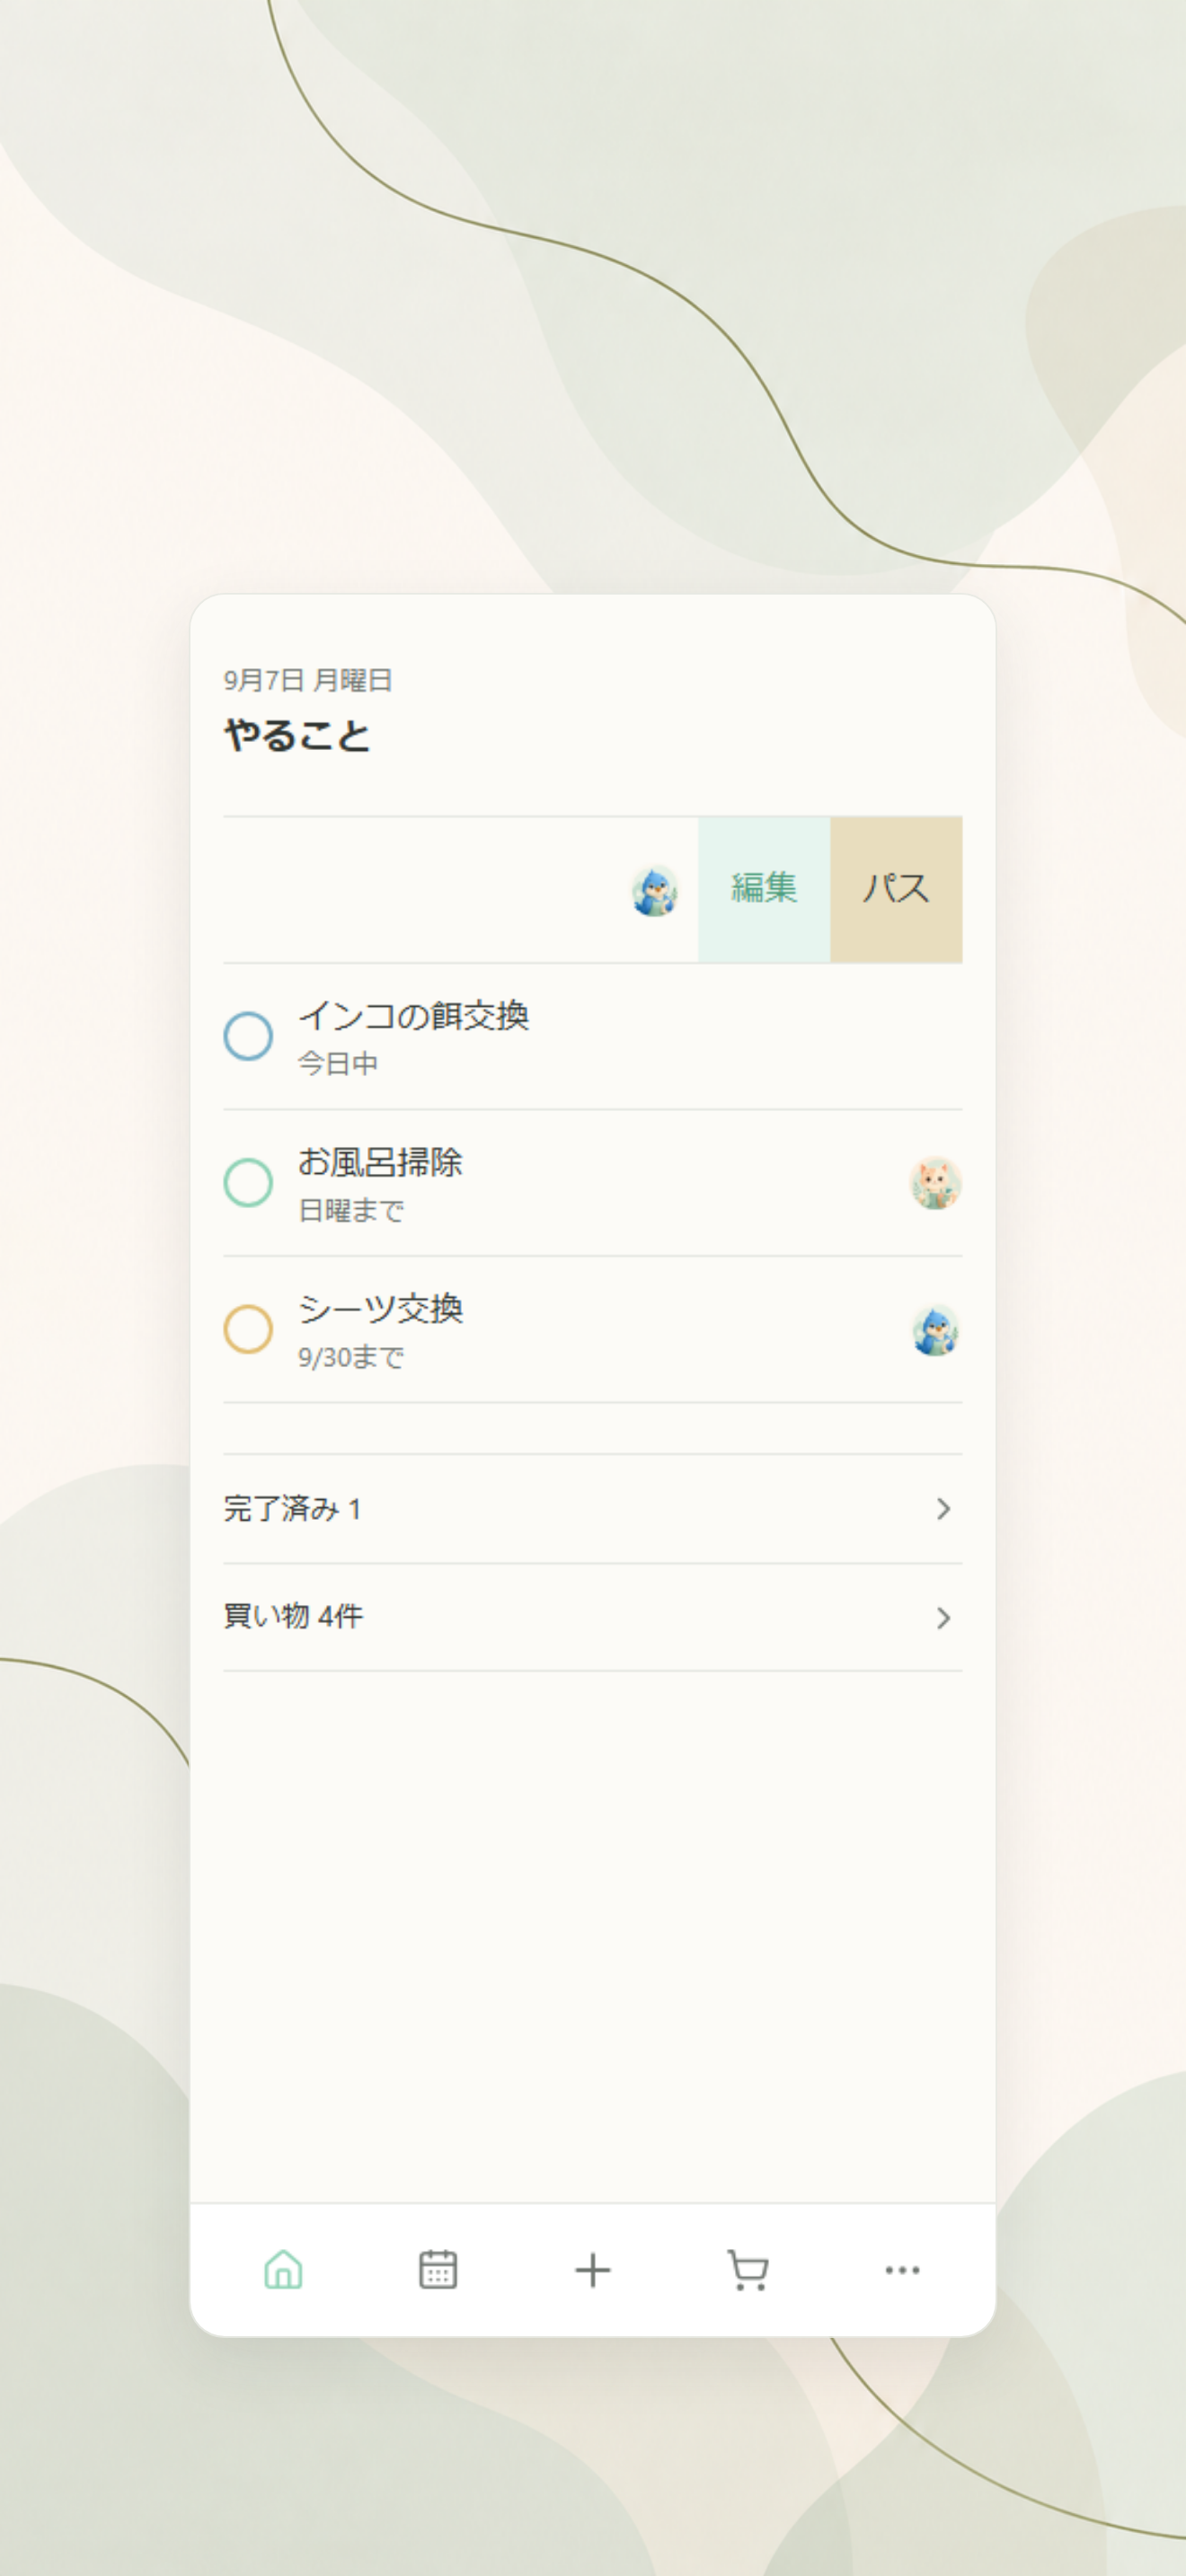 9月7日 月曜日
やること
編集 パス
インコの餌交換
今日中
お風呂掃除
日曜まで
シーツ交換
9/30まで
完了済み 1
買い物 4件